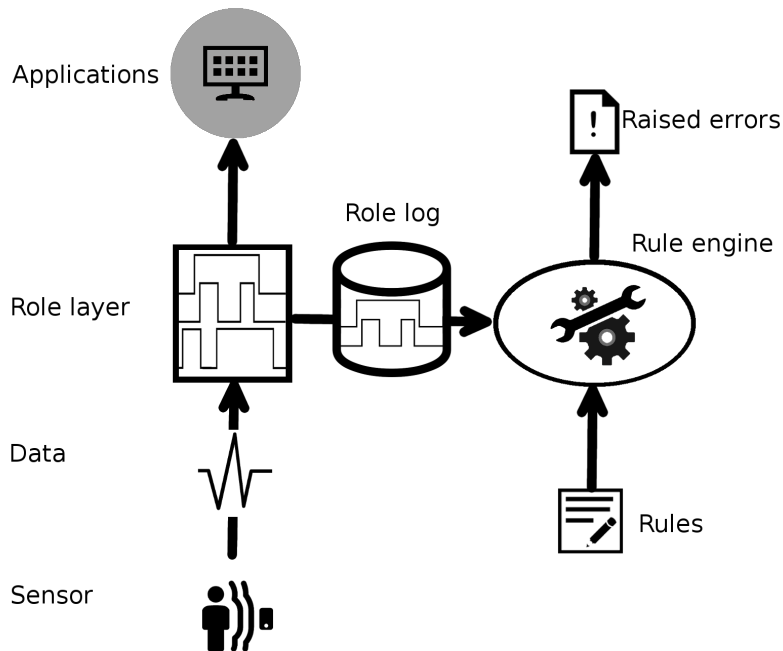 Applications
Raised errors
Role log
Rule engine
Role layer
Data
Rules
Sensor